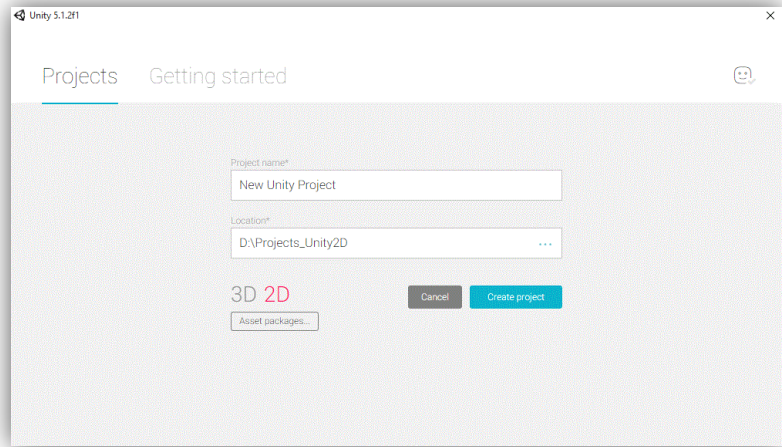 Unity 5.1.2f1
Projects Getting started
Project name*
New Unity Project
Location*
D:\Projects_Unity2D
3D 2D Cancel Create project
Asset packages...